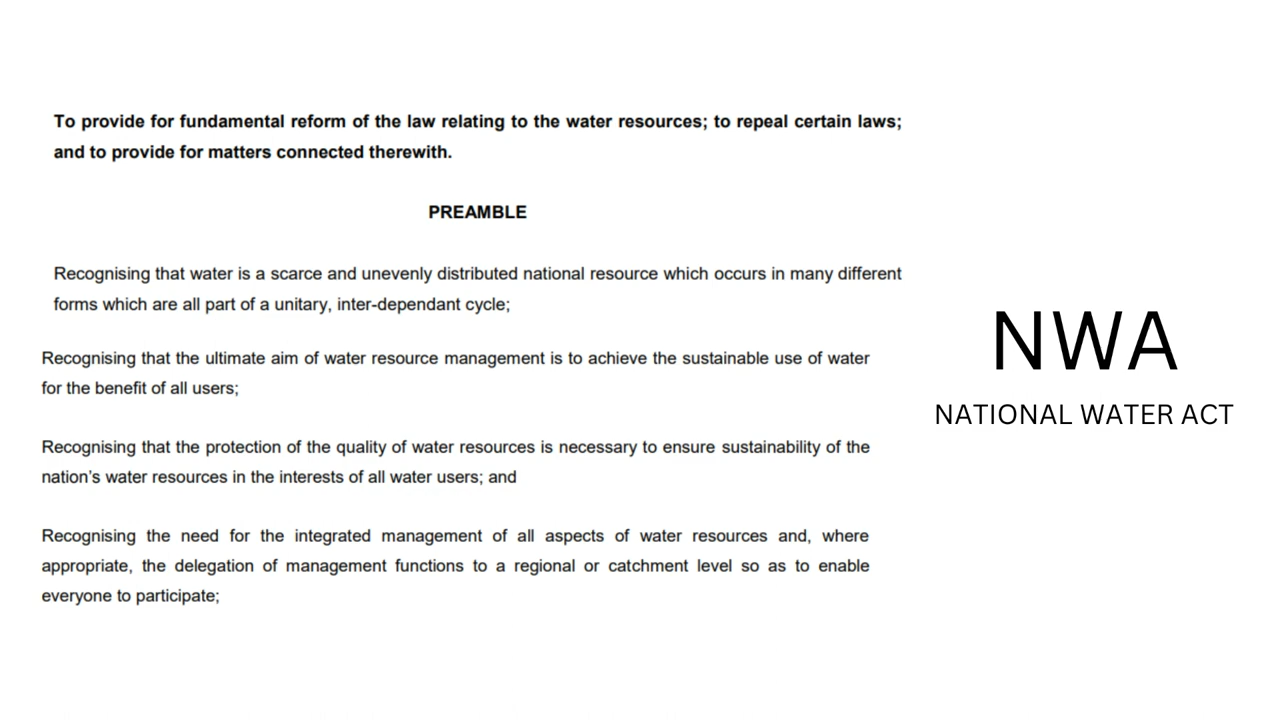 To provide for fundamental reform of the law relating to the water resources; to repeal certain laws;
and to provide for matters connected therewith.
PREAMBLE
Recognising that water is a scarce and unevenly distributed national resource which occurs in many different
forms which are all part of a unitary, inter-dependant cycle;
Recognising that the ultimate aim of water resource management is to achieve the sustainable use of water
for the benefit of all users;
Recognising that the protection of the quality of water resources is necessary to ensure sustainability of the
nation’s water resources in the interests of all water users; and
Recognising the need for the integrated management of all aspects of water resources and, where
appropriate, the delegation of management functions to a regional or catchment level so as to enable
everyone to participate;
NWA
NATIONAL WATER ACT